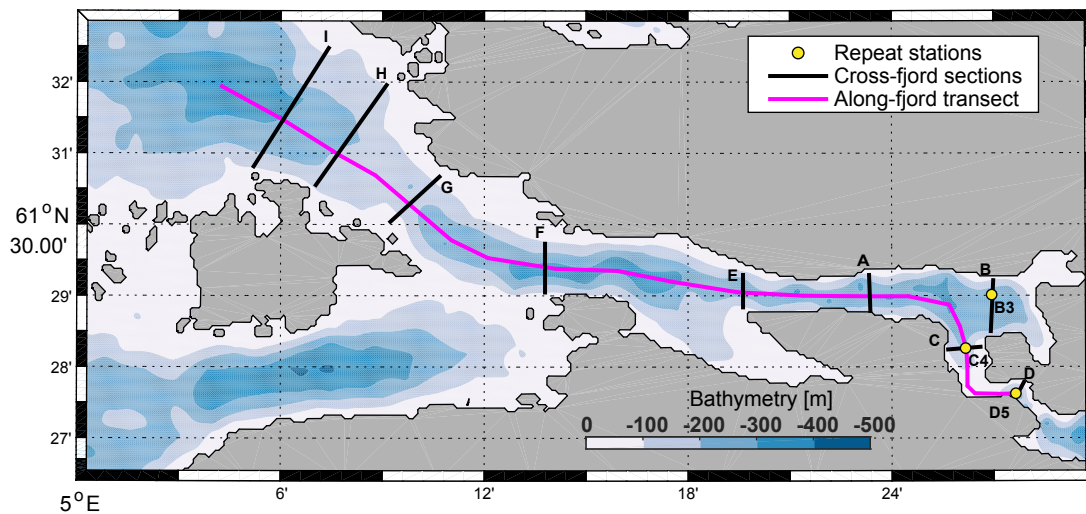 I
H
Repeat stations
Cross-fjord sections
Along-fjord transect
32'
31'
G
61°N
30.00'
F
E
A
B
29'
B3
C
C4
28'
D
Bathymetry [m]
D5
0 -100 -200 -300 -400 -500
27'
5°E
6'
12'
18'
24'